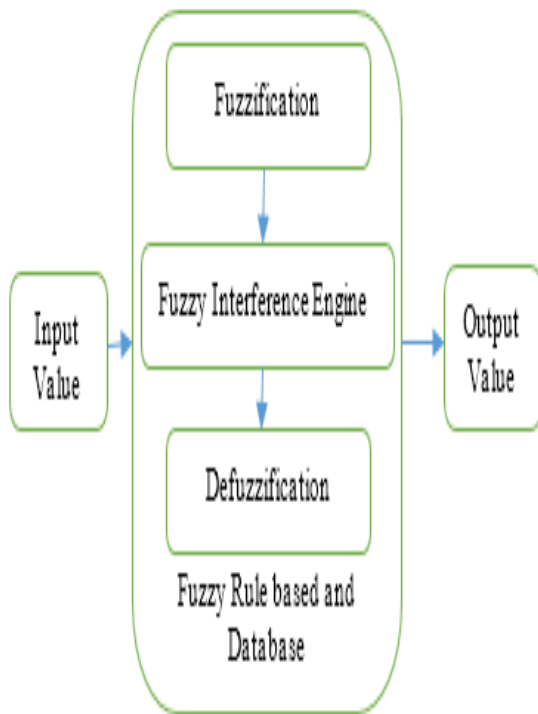 Fuzzification
Fuzzy Interference Engine
Input
Value
Output
Value
Defuzzification
Fuzzy Rule based and
Database